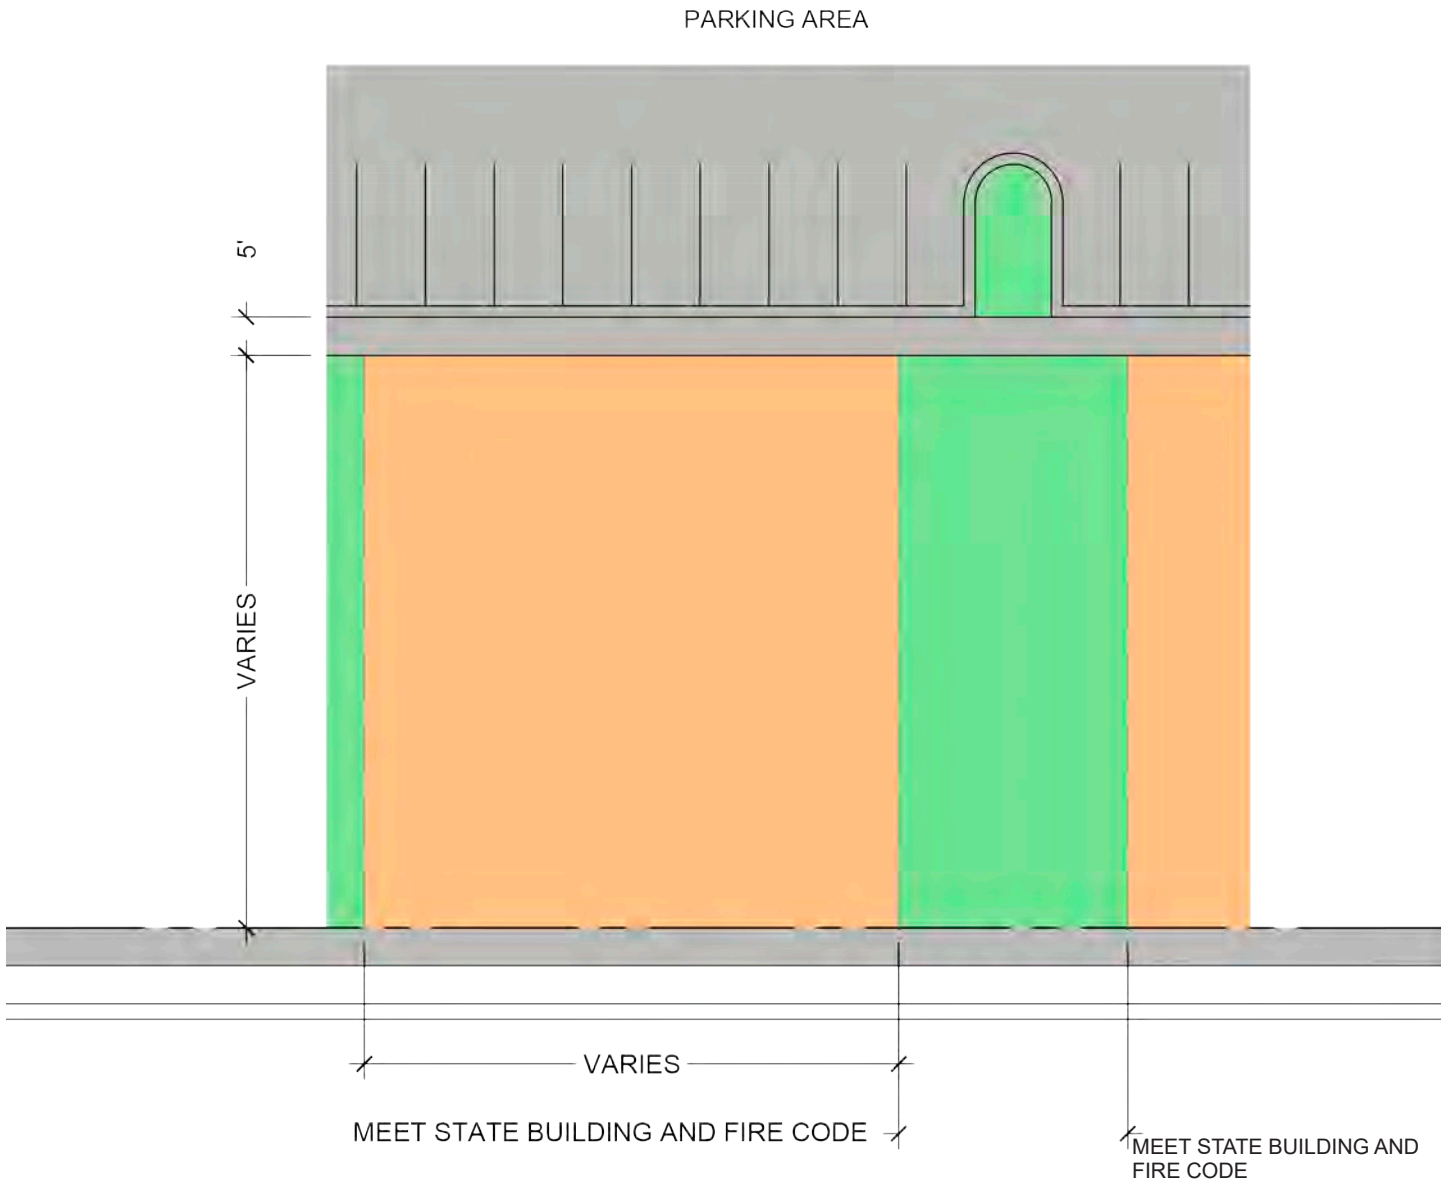 PARKING AREA
5'
VARIES
VARIES
MEET STATE BUILDING AND FIRE CODE
MEET STATE BUILDING AND
FIRE CODE